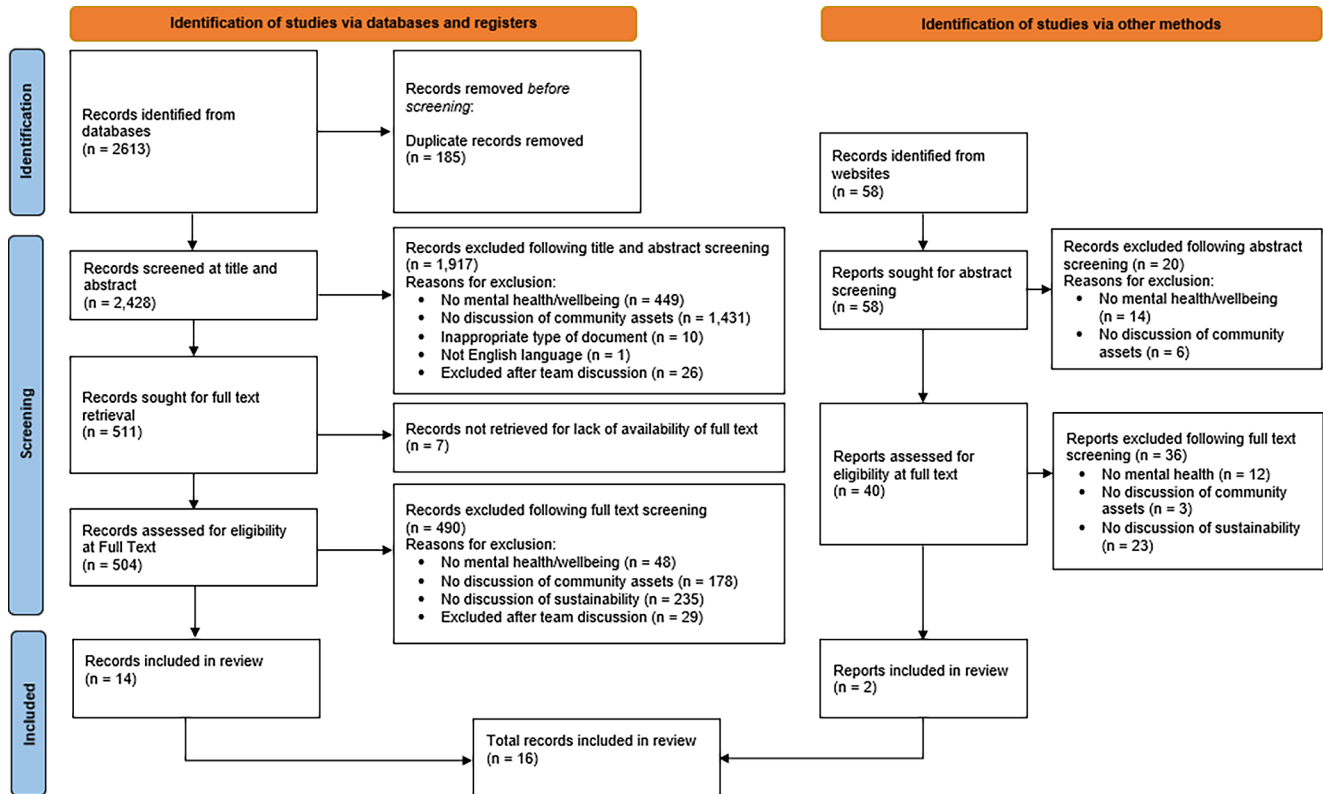 Identification of studies via databases and registers
Identification of studies via other methods
Identification
Records identified from
databases
(n = 2613)
Records removed before
screening:
Duplicate records removed
(n = 185)
Records identified from
websites
(n = 58)
Screening
Records screened at title and
abstract
(n = 2,428)
Records excluded following title and abstract screening
(n = 1,917)
Reasons for exclusion:
• No mental health/wellbeing (n = 449)
• No discussion of community assets (n = 1,431)
• Inappropriate type of document (n = 10)
• Not English language (n = 1)
• Excluded after team discussion (n = 26)
Reports sought for abstract
screening
(n = 58)
Records excluded following abstract
screening (n = 20)
Reasons for exclusion:
• No mental health/wellbeing
(n = 14)
• No discussion of community
assets (n = 6)
Records sought for full text
retrieval
(n = 511)
Records not retrieved for lack of availability of full text
(n = 7)
Reports assessed for
eligibility at full text
(n = 40)
Reports excluded following full text
screening (n = 36)
• No mental health (n = 12)
• No discussion of community
assets (n = 3)
• No discussion of sustainability
(n = 23)
Records assessed for eligibility
at Full Text
(n = 504)
Records excluded following full text screening
(n = 490)
Reasons for exclusion:
• No mental health/wellbeing (n = 48)
• No discussion of community assets (n = 178)
• No discussion of sustainability (n = 235)
• Excluded after team discussion (n = 29)
Included
Records included in review
(n = 14)
Reports included in review
(n = 2)
Total records included in review
(n = 16)